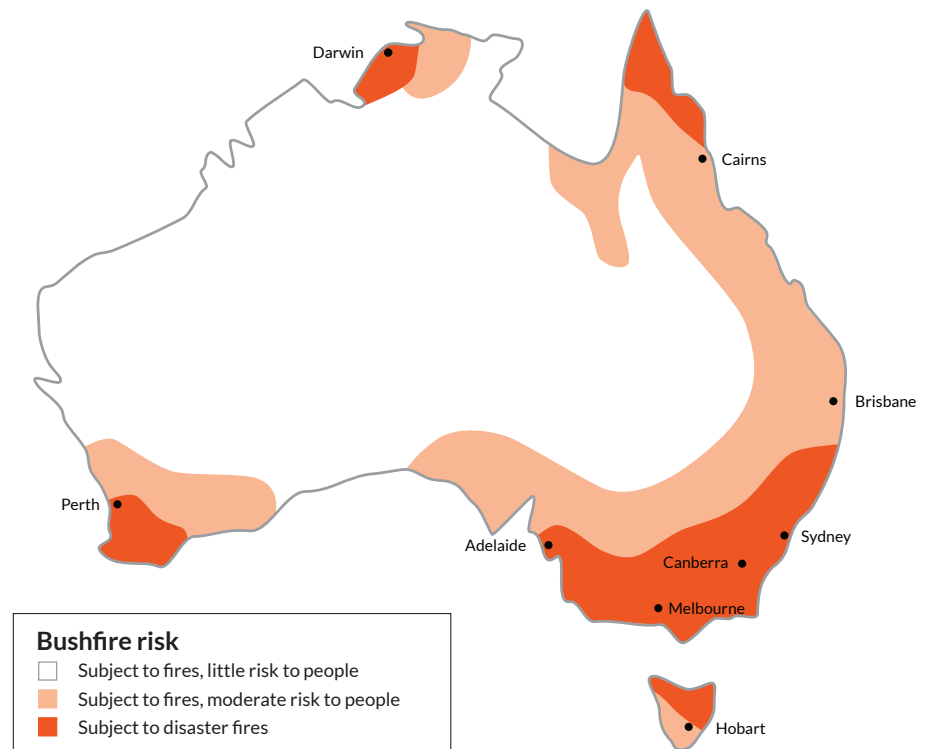 Darwin
Cairns
Brisbane
Perth
Adelaide
Sydney
Canberra
Melbourne
Bushfire risk
Subject to fires, little risk to people
Subject to fires, moderate risk to people
Subject to disaster fires
Hobart